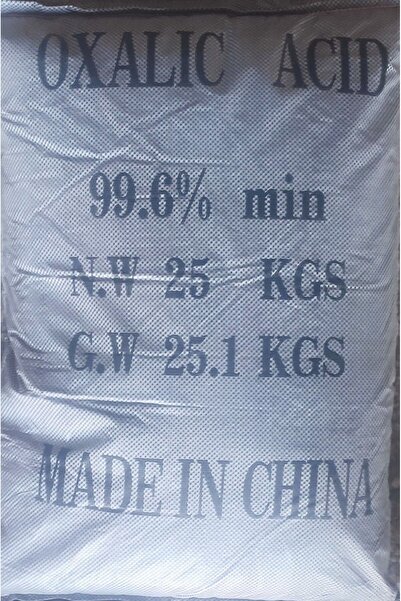 OXALIC ACID
99.6% min
N.W 25 KGS
G.W 25.1 KGS
MADE IN CHINA